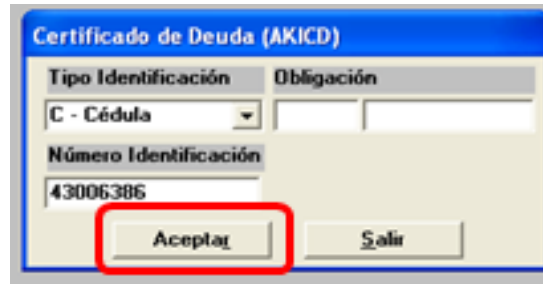 Certificado de Deuda (AKICD)
Tipo Identificación Obligación
C - Cédula
Número Identificación
43006386
Aceptar Salir